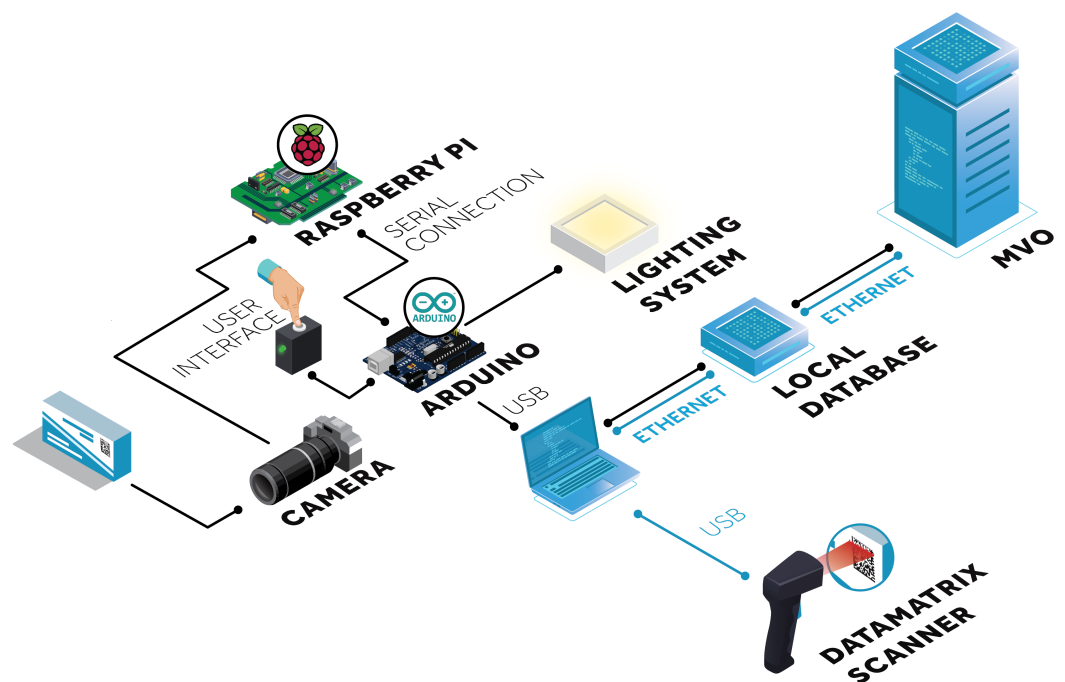 RASPBERRY PI
SERIAL
CONNECTION
USER
INTERFACE
ARDUINO
ARDUINO
LIGHTING
SYSTEM
MVO
ETHERNET
LOCAL
DATABASE
ETHERNET
USB
CAMERA
USB
DATAMATRIX
SCANNER